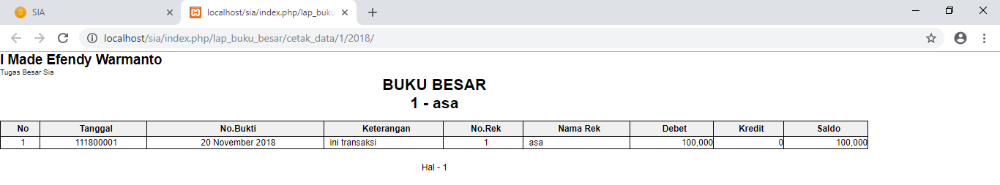 SIA
localhost/sia/index.php/lap_buku
localhost/sia/index.php/lap_buku_besar/cetak_data/1/2018/
I Made Efendy Warmanto
Tugas Besar Sia
BUKU BESAR
1 - asa
No Tanggal No.Bukti Keterangan No.Rek Nama Rek Debet Kredit Saldo
1 111800001 20 November 2018 ini transaksi 1 asa 100,000 0 100,000
Hal - 1